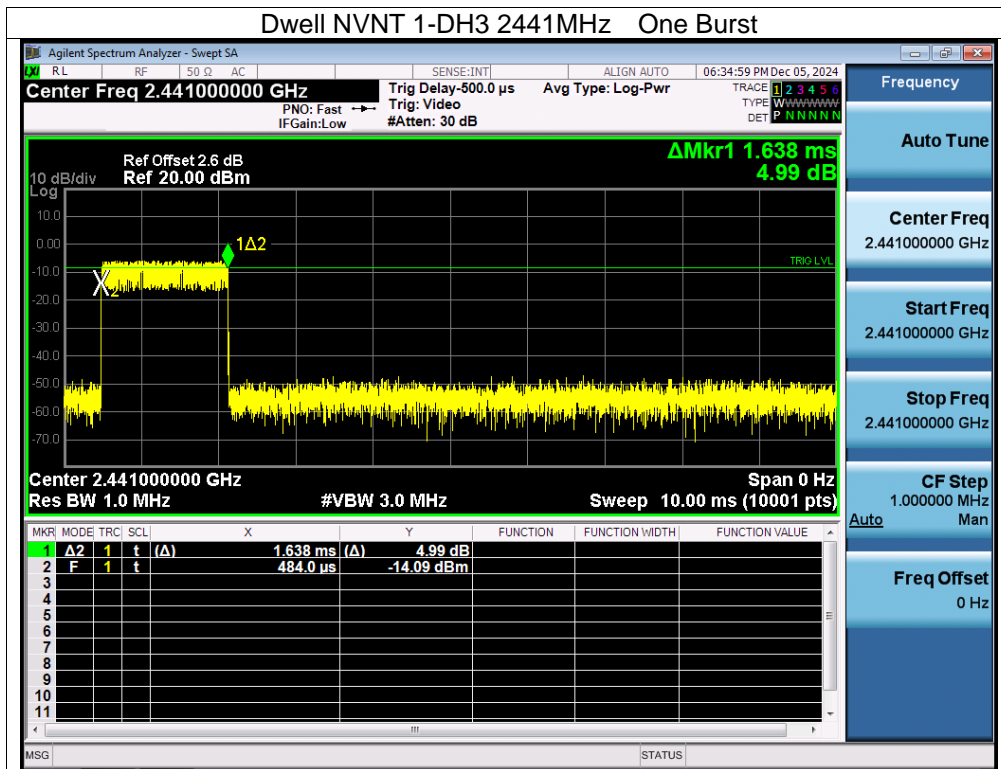 Dwell NVNT 1-DH3 2441MHz One Burst
Agilent Spectrum Analyzer - Swept SA
LXI RL RF 50 Ω AC SENSE:INT ALIGN AUTO 06:34:59 PM Dec 05, 2024
Center Freq 2.441000000 GHz Trig Delay-500.0 µs Avg Type: Log-Pwr TRACE 1 2 3 4 5 6
PNO: Fast Trig: Video TYPE WWWWWWW
IFGain:Low #Atten: 30 dB DET P N N N N N
Frequency
Auto Tune
Center Freq
2.441000000 GHz
Start Freq
2.441000000 GHz
Stop Freq
2.441000000 GHz
CF Step
1.000000 MHz
Auto Man
Freq Offset
0 Hz
ΔMkr1 1.638 ms
4.99 dB
Ref Offset 2.6 dB
10 dB/div Ref 20.00 dBm
Log
10.0
0.00
-10.0
-20.0
-30.0
-40.0
-50.0
-60.0
-70.0
1Δ2
TRIG LVL
2
Center 2.441000000 GHz Span 0 Hz
Res BW 1.0 MHz #VBW 3.0 MHz Sweep 10.00 ms (10001 pts)
MKR MODE TRC SCL X Y FUNCTION FUNCTION WIDTH FUNCTION VALUE
1 Δ2 1 t (Δ) 1.638 ms (Δ) 4.99 dB
2 F 1 t 484.0 µs -14.09 dBm
3
4
5
6
7
8
9
10
11
MSG STATUS